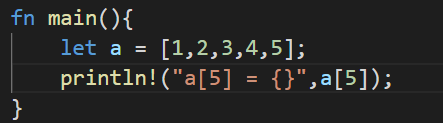 fn main(){
    let a = [1,2,3,4,5];
    println!("a[5] = {}",a[5]);
}